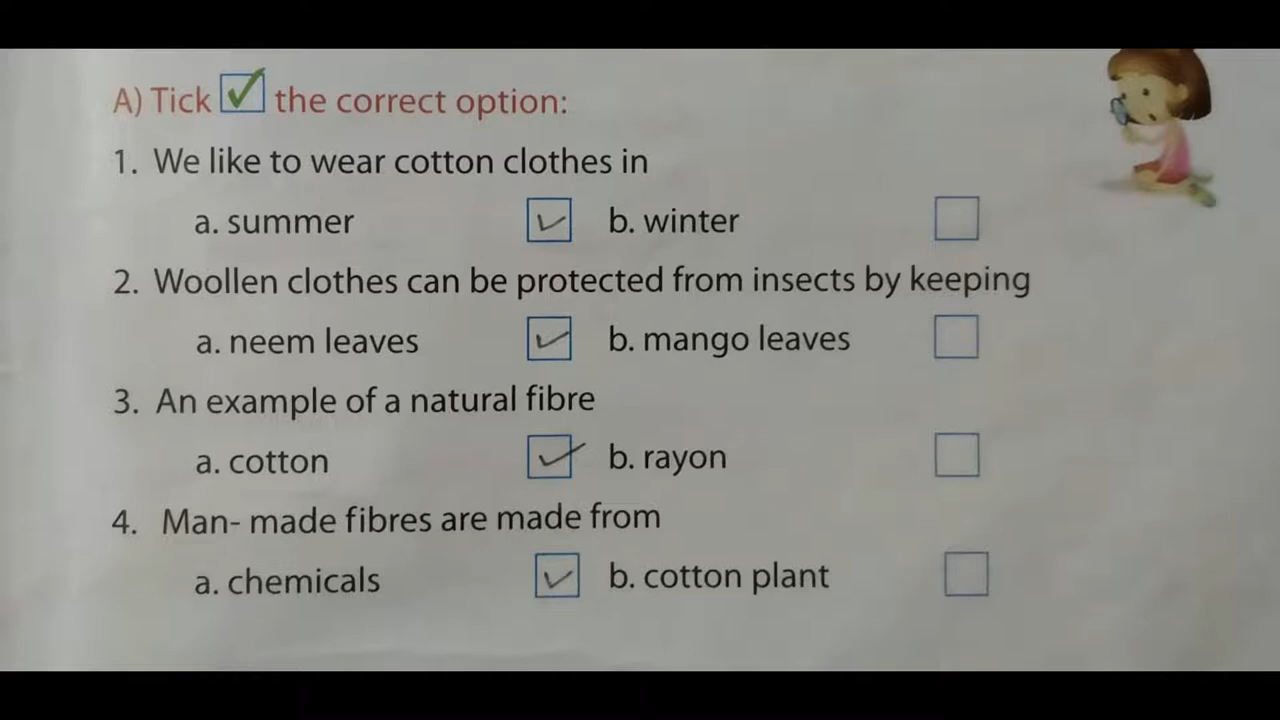 A) Tick ✓ the correct option:
1. We like to wear cotton clothes in
a. summer ✓ b. winter
2. Woollen clothes can be protected from insects by keeping
a. neem leaves ✓ b. mango leaves
3. An example of a natural fibre
a. cotton ✓ b. rayon
4. Man- made fibres are made from
a. chemicals ✓ b. cotton plant